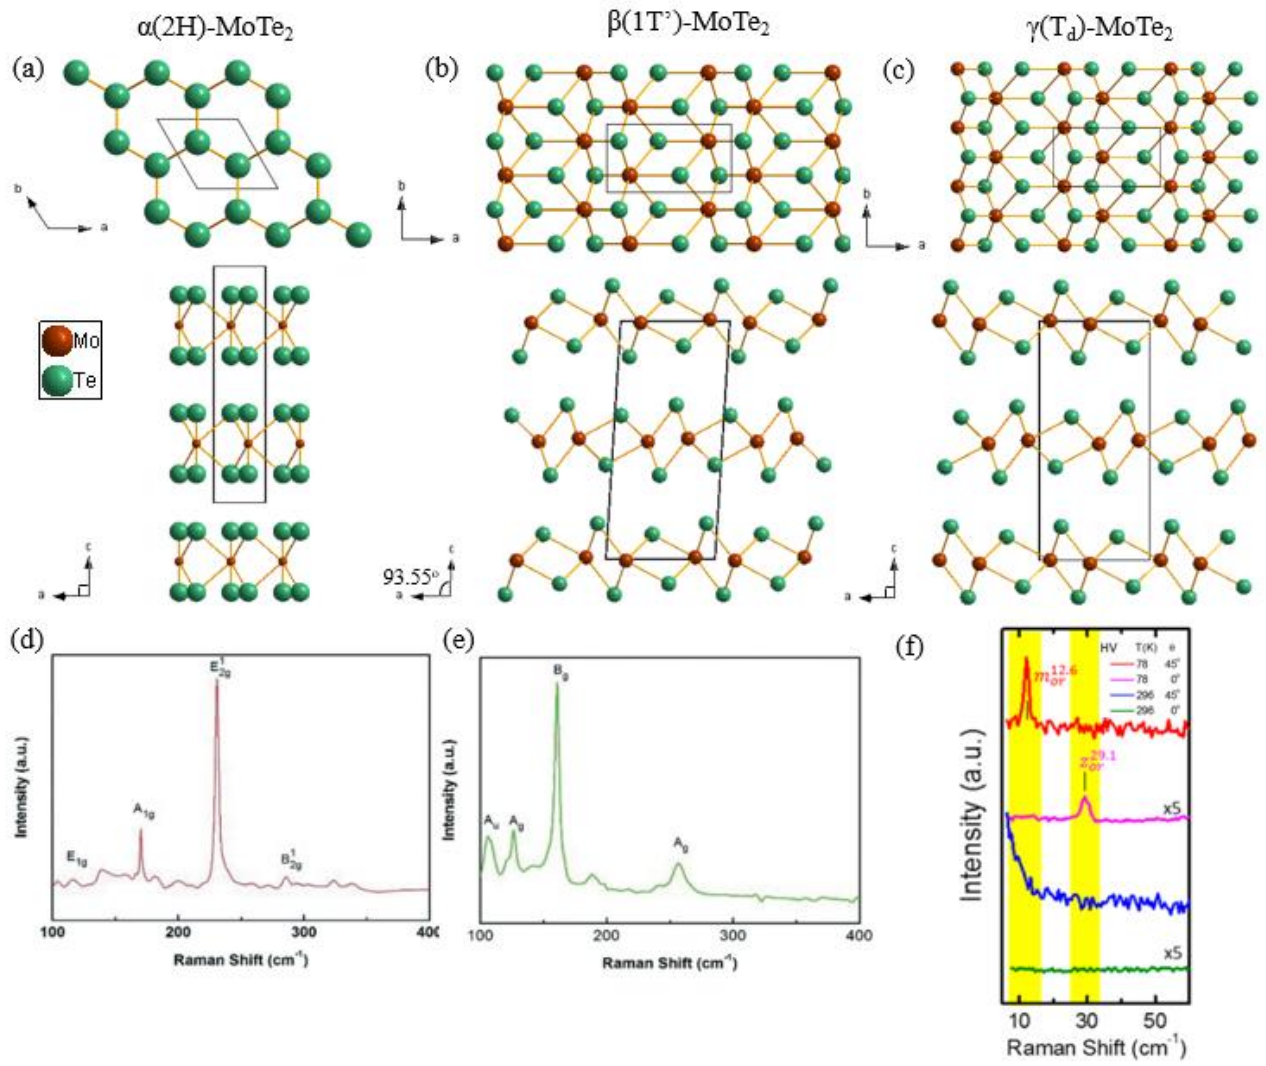 α(2H)-MoTe2
β(1T’)-MoTe2
γ(Td)-MoTe2
(a)
(b)
(c)
b
a
b
a
b
a
Mo
Te
c
a
93.55o
c
a
c
a
(d)
(e)
(f)
E12g
A1g
E1g
B12g
Intensity (a.u.)
100
200
300
400
Raman Shift (cm-1)
Bg
Au
Ag
Ag
Intensity (a.u.)
100
200
300
400
Raman Shift (cm-1)
HV T(K) θ
78 45°
78 0°
296 45°
296 0°
m12.6or
z29.1or
x5
x5
Intensity (a.u.)
10
30
50
Raman Shift (cm-1)